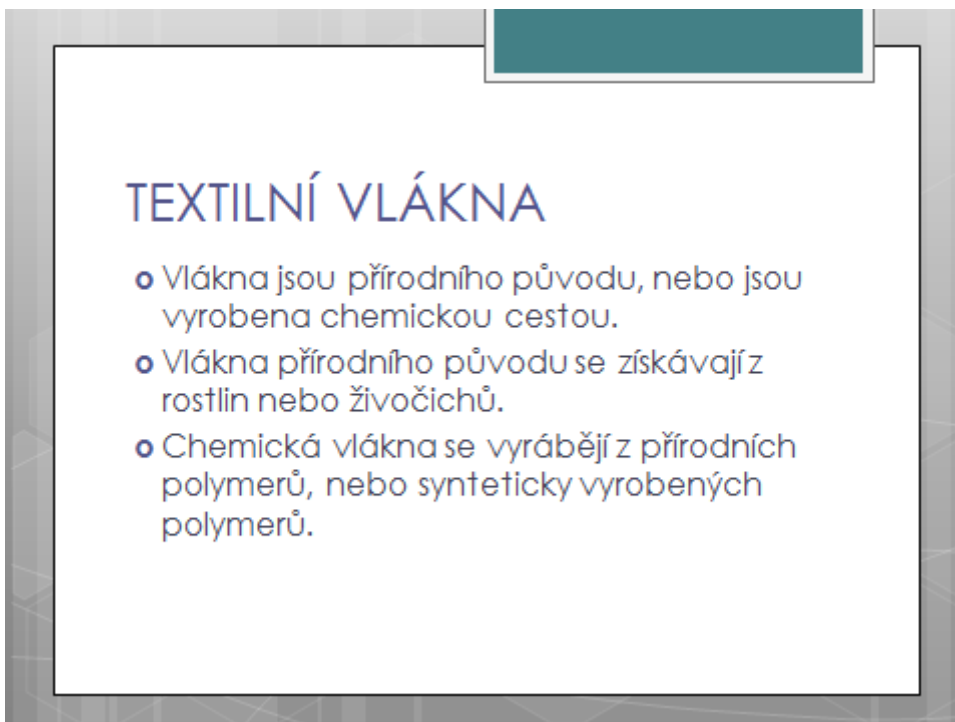 TEXTILNÍ VLÁKNA
o Vlákna jsou přírodního původu, nebo jsou
vyrobena chemickou cestou.
o Vlákna přírodního původu se získávají z
rostlin nebo živočichů.
o Chemická vlákna se vyrábějí z přírodních
polymerů, nebo synteticky vyrobených
polymerů.